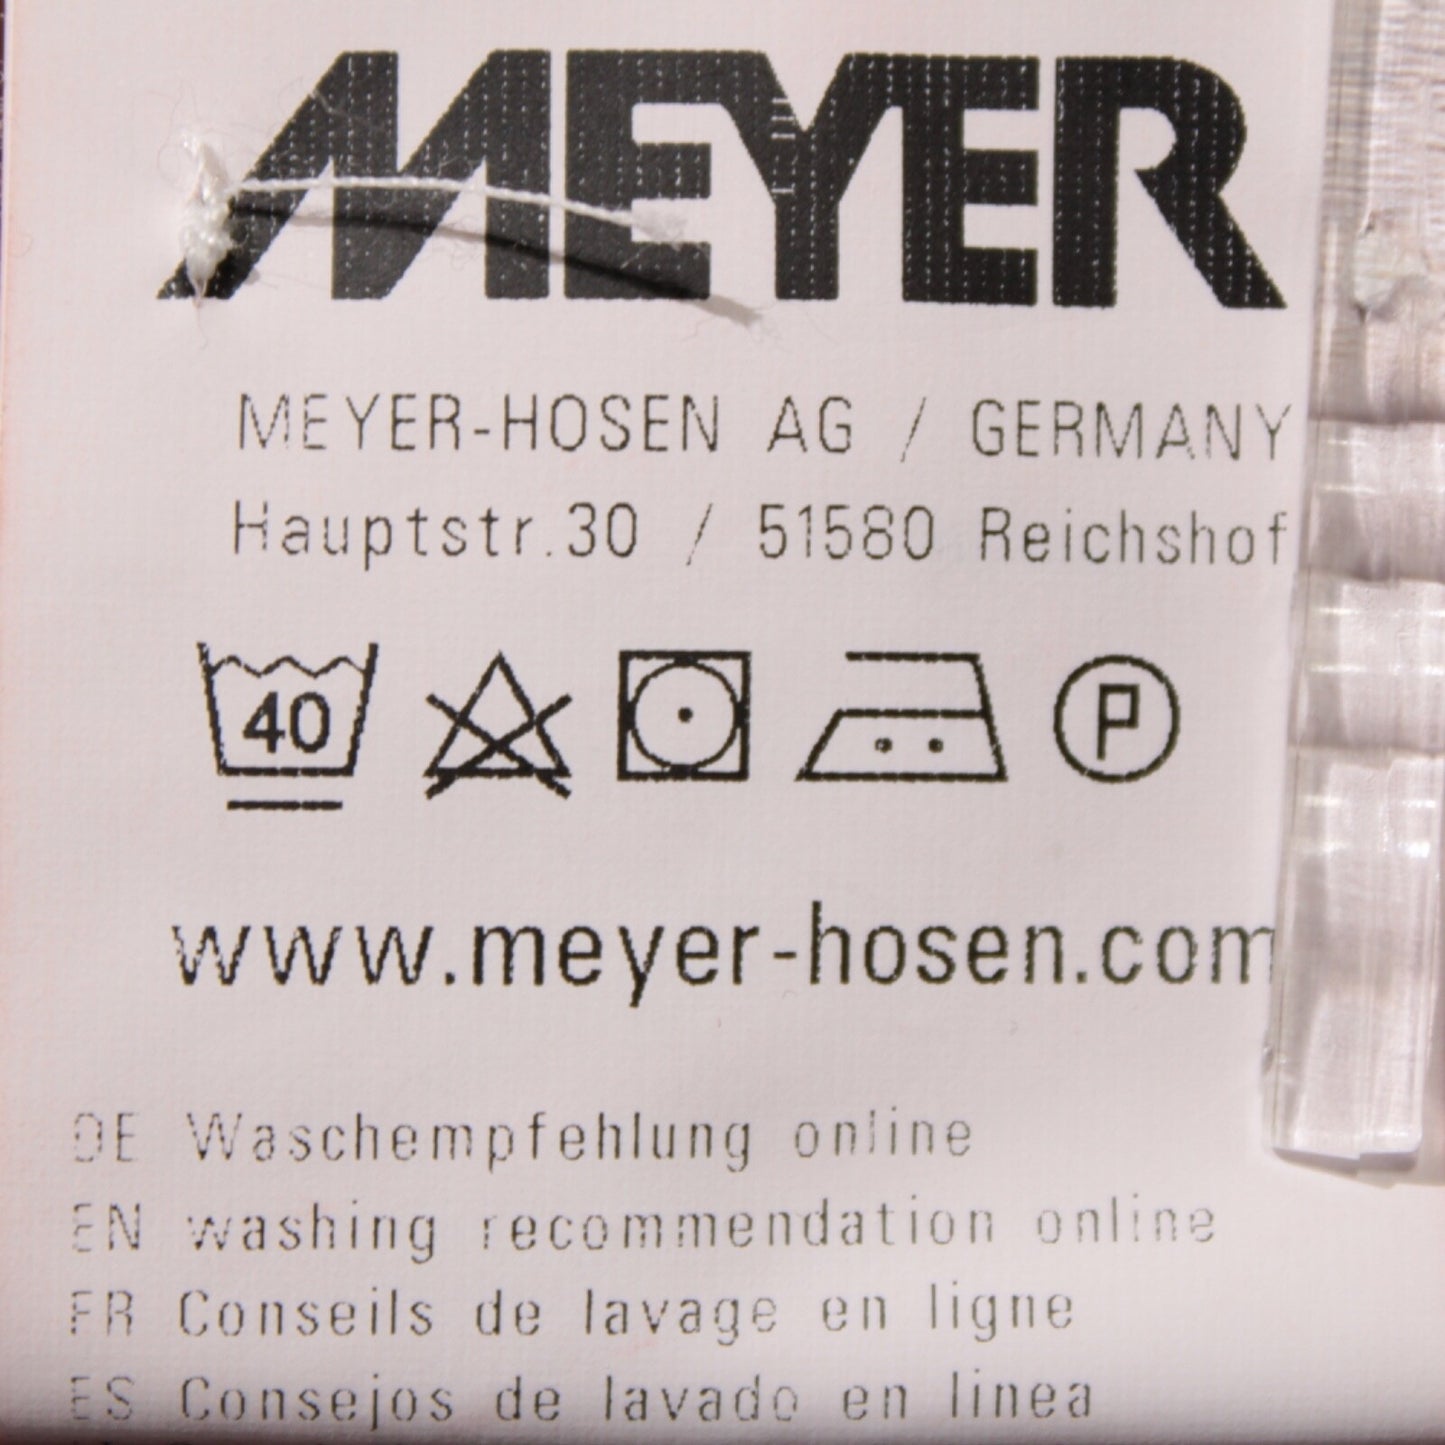 MEYER
MEYER-HOSEN AG / GERMANY
Hauptstr.30 / 51580 Reichshof
40
P
www.meyer-hosen.com
DE Waschempfehlung online
EN washing recommendation online
FR Conseils de lavage en ligne
ES Consejos de lavado en linea